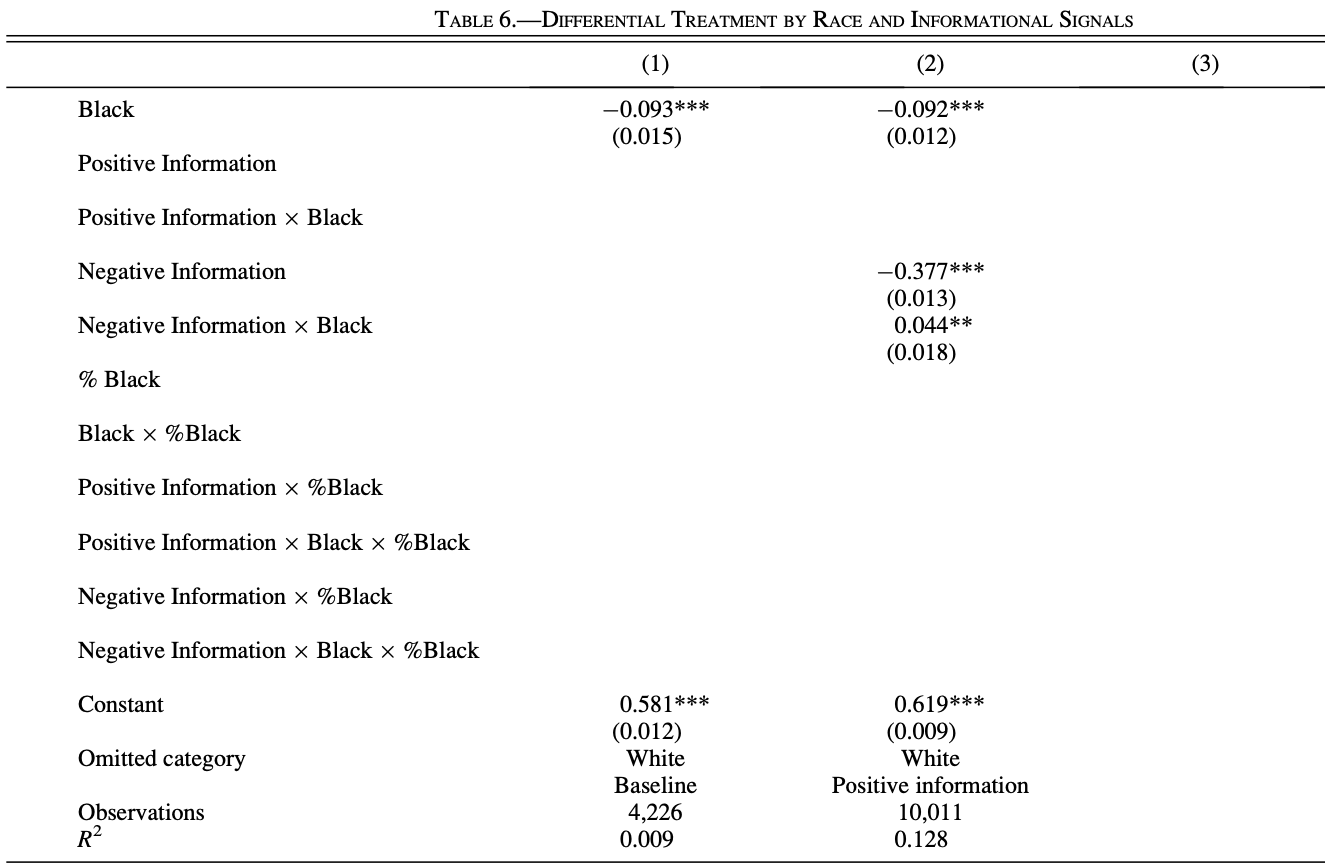 TABLE 6.—DIFFERENTIAL TREATMENT BY RACE AND INFORMATIONAL SIGNALS
(1) (2) (3)
Black −0.093*** −0.092***
(0.015) (0.012)
Positive Information
Positive Information × Black
Negative Information −0.377***
(0.013)
Negative Information × Black 0.044**
(0.018)
% Black
Black × %Black
Positive Information × %Black
Positive Information × Black × %Black
Negative Information × %Black
Negative Information × Black × %Black
Constant 0.581*** 0.619***
(0.012) (0.009)
Omitted category White White
Baseline Positive information
Observations 4,226 10,011
R² 0.009 0.128